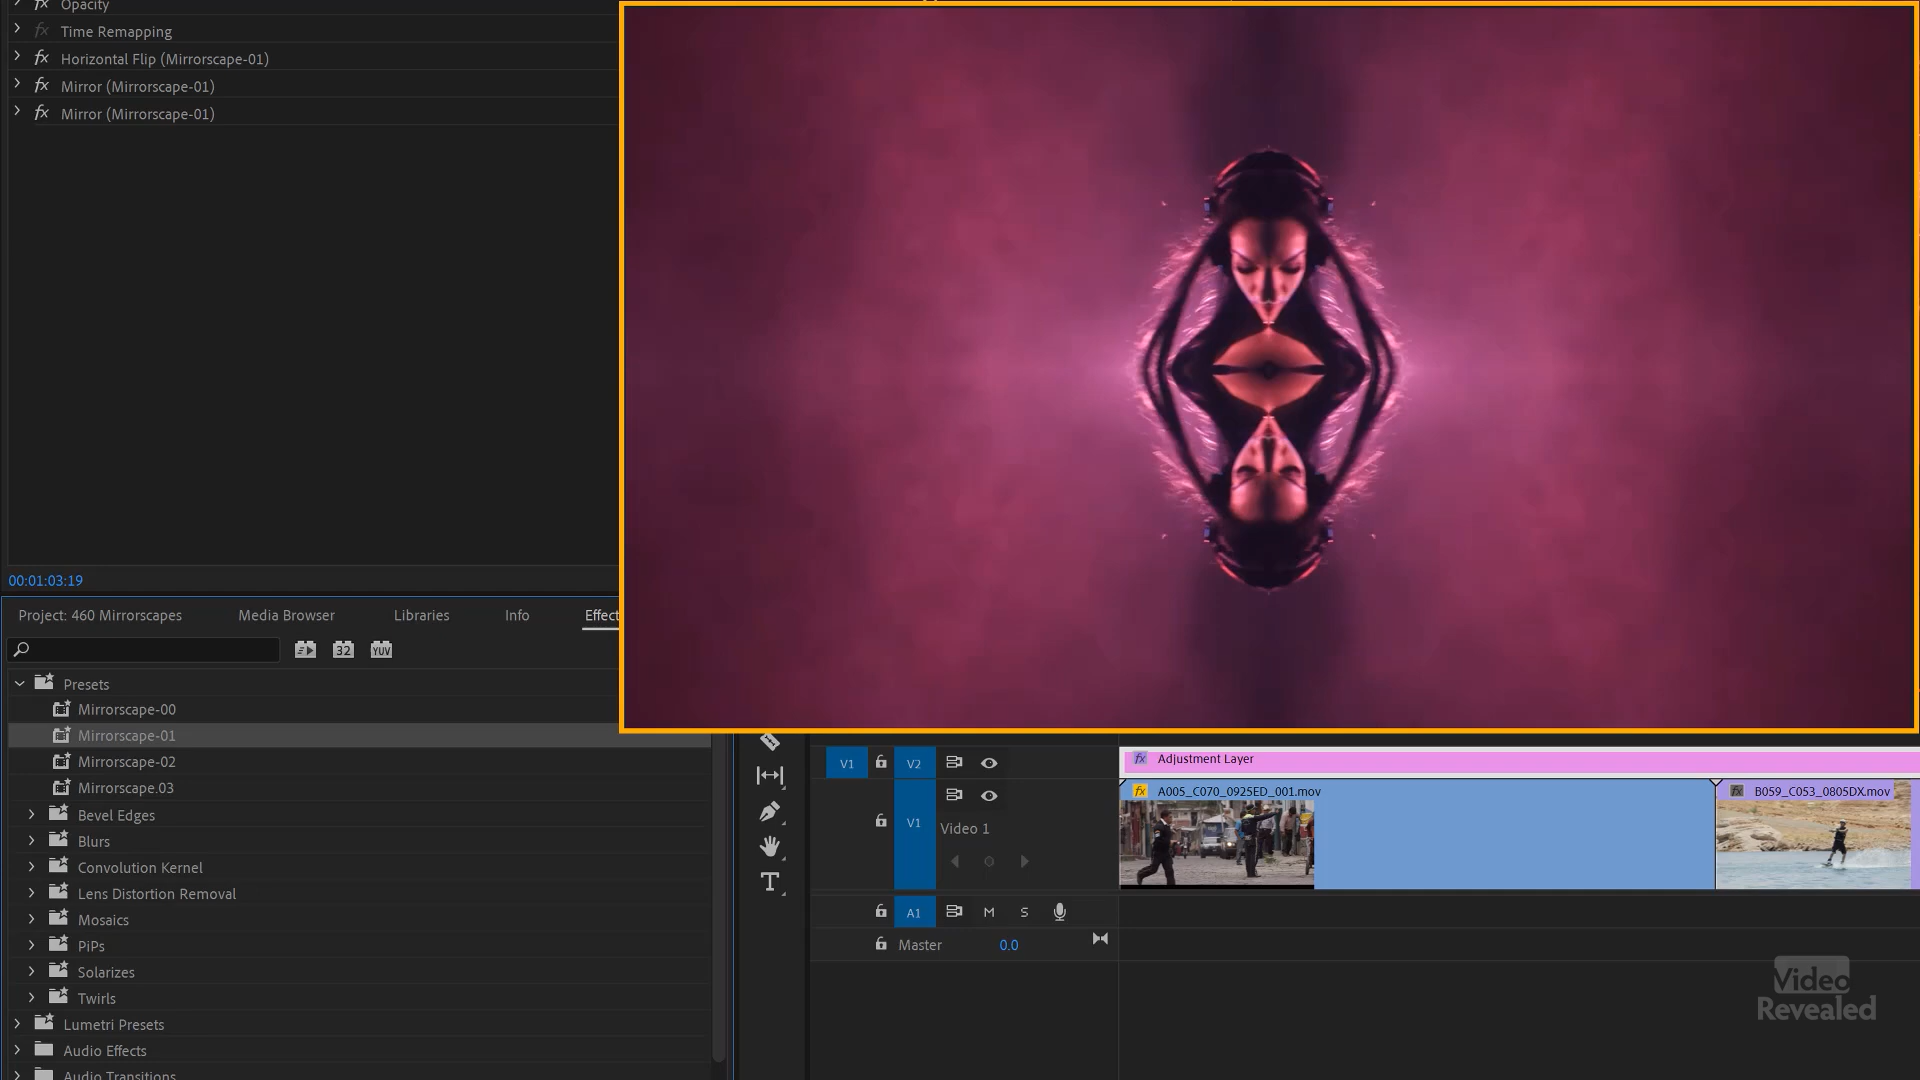 Opacity
Time Remapping
Horizontal Flip (Mirrorscape-01)
Mirror (Mirrorscape-01)
Mirror (Mirrorscape-01)
00:01:03:19
Project: 460 Mirrorscapes
Media Browser
Libraries
Info
Effect
32
YUV
Presets
Mirrorscape-00
Mirrorscape-01
Mirrorscape-02
Mirrorscape.03
Bevel Edges
Blurs
Convolution Kernel
Lens Distortion Removal
Mosaics
PiPs
Solarizes
Twirls
Lumetri Presets
Audio Effects
Audio Transitions
V1 V2
fx Adjustment Layer
V1 Video 1
fx A005_C070_0925ED_001.mov
fx B059_C053_0805DX.mov
A1 M S
Master 0.0
Video
Revealed